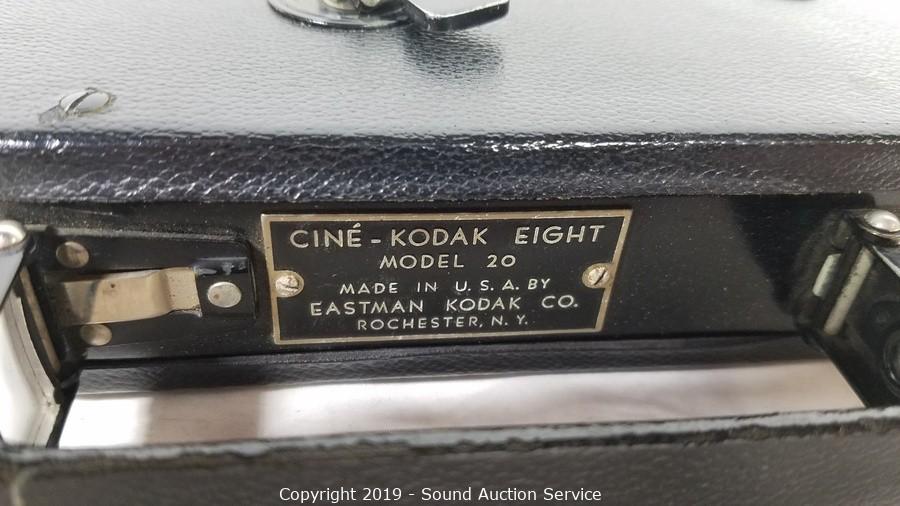 CINÉ-KODAK EIGHT
MODEL 20
MADE IN U.S.A. BY
EASTMAN KODAK CO.
ROCHESTER, N.Y.
Copyright 2019 - Sound Auction Service